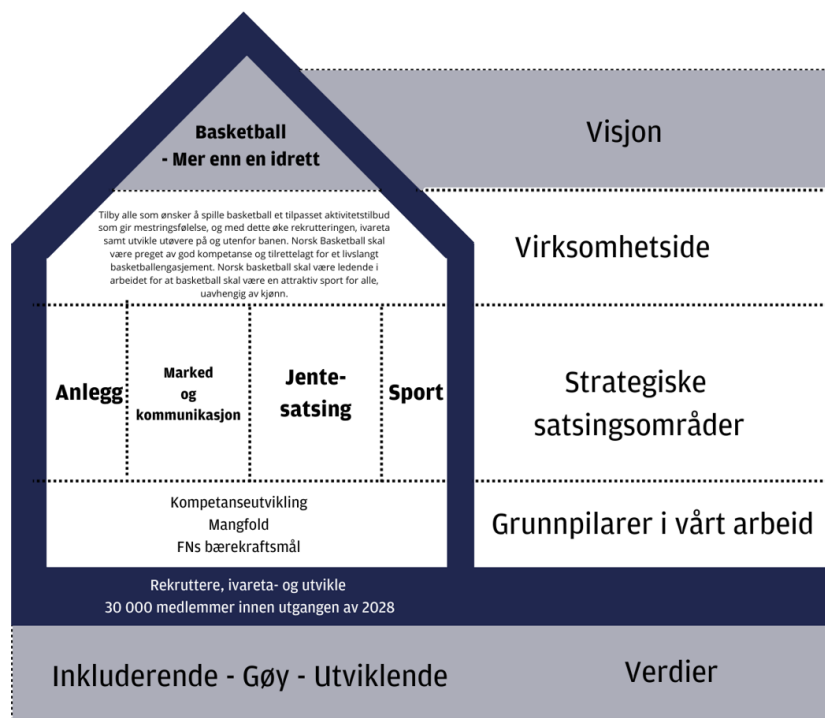 Basketball
- Mer enn en idrett
Visjon
Tilby alle som ønsker å spille basketball et tilpasset aktivitetstilbud
som gir mestringsfølelse, og med dette øke rekrutteringen, ivareta
samt utvikle utøvere på og utenfor banen. Norsk Basketball skal
være preget av god kompetanse og tilrettelagt for et livslangt
basketballengasjement. Norsk basketball skal være ledende i
arbeidet for at basketball skal være en attraktiv sport for alle,
uavhengig av kjønn.
Virksomhetside
Anlegg
Marked
og
kommunikasjon
Jente-
satsing
Sport
Strategiske
satsingsområder
Kompetanseutvikling
Mangfold
FNs bærekraftsmål
Grunnpilarer i vårt arbeid
Rekruttere, ivareta- og utvikle
30 000 medlemmer innen utgangen av 2028
Inkluderende - Gøy - Utviklende
Verdier